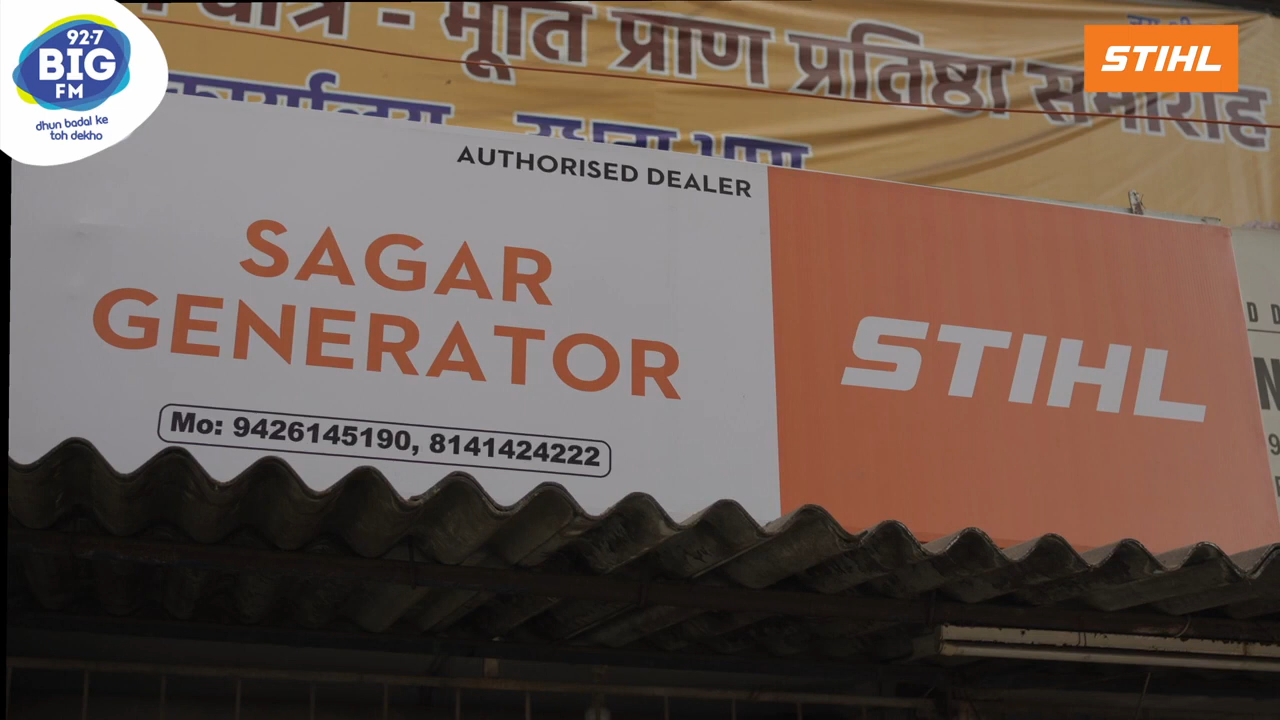 92.7
BIG
FM
dhun badal ke
toh dekho
STIHL
- मूर्ति प्राण प्रतिष्ठा समारोह
कार्यालय
AUTHORISED DEALER
SAGAR
GENERATOR
Mo: 9426145190, 8141424222
STIHL